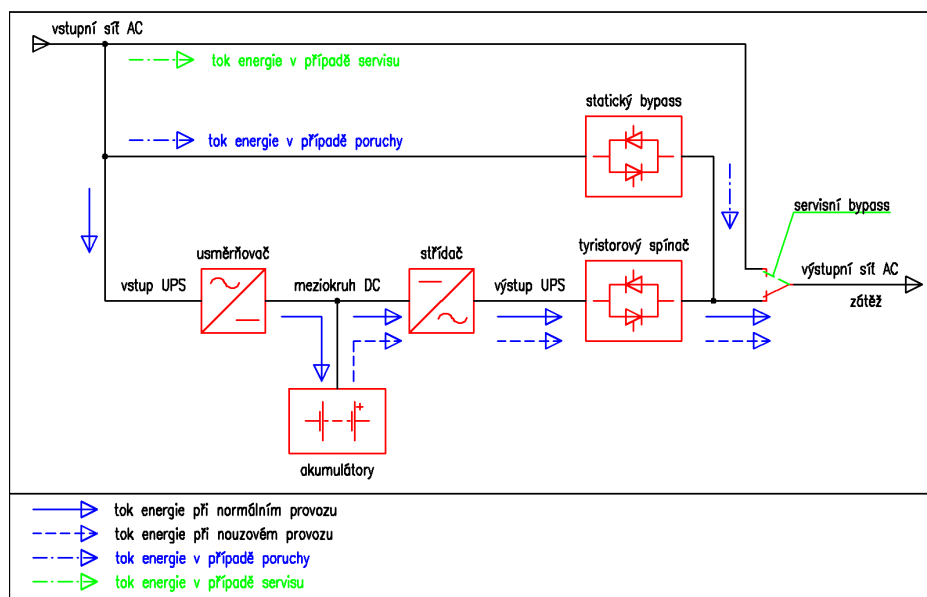 vstupní síť AC
tok energie v případě servisu
statický bypass
tok energie v případě poruchy
servisní bypass
usměrňovač
střídač
tyristorový spínač
vstup UPS
meziokruh DC
výstup UPS
výstupní síť AC
zátěž
akumulátory
tok energie při normálním provozu
tok energie při nouzovém provozu
tok energie v případě poruchy
tok energie v případě servisu